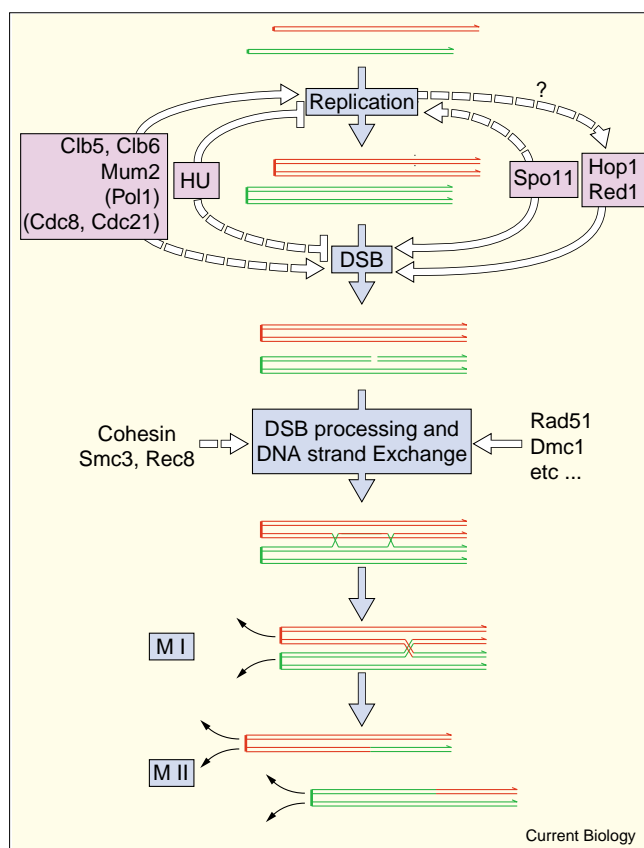 Replication
?
Clb5, Clb6
Mum2
(Pol1)
(Cdc8, Cdc21)
HU
Spo11
Hop1
Red1
DSB
Cohesin
Smc3, Rec8
DSB processing and
DNA strand Exchange
Rad51
Dmc1
etc ...
M I
M II
Current Biology